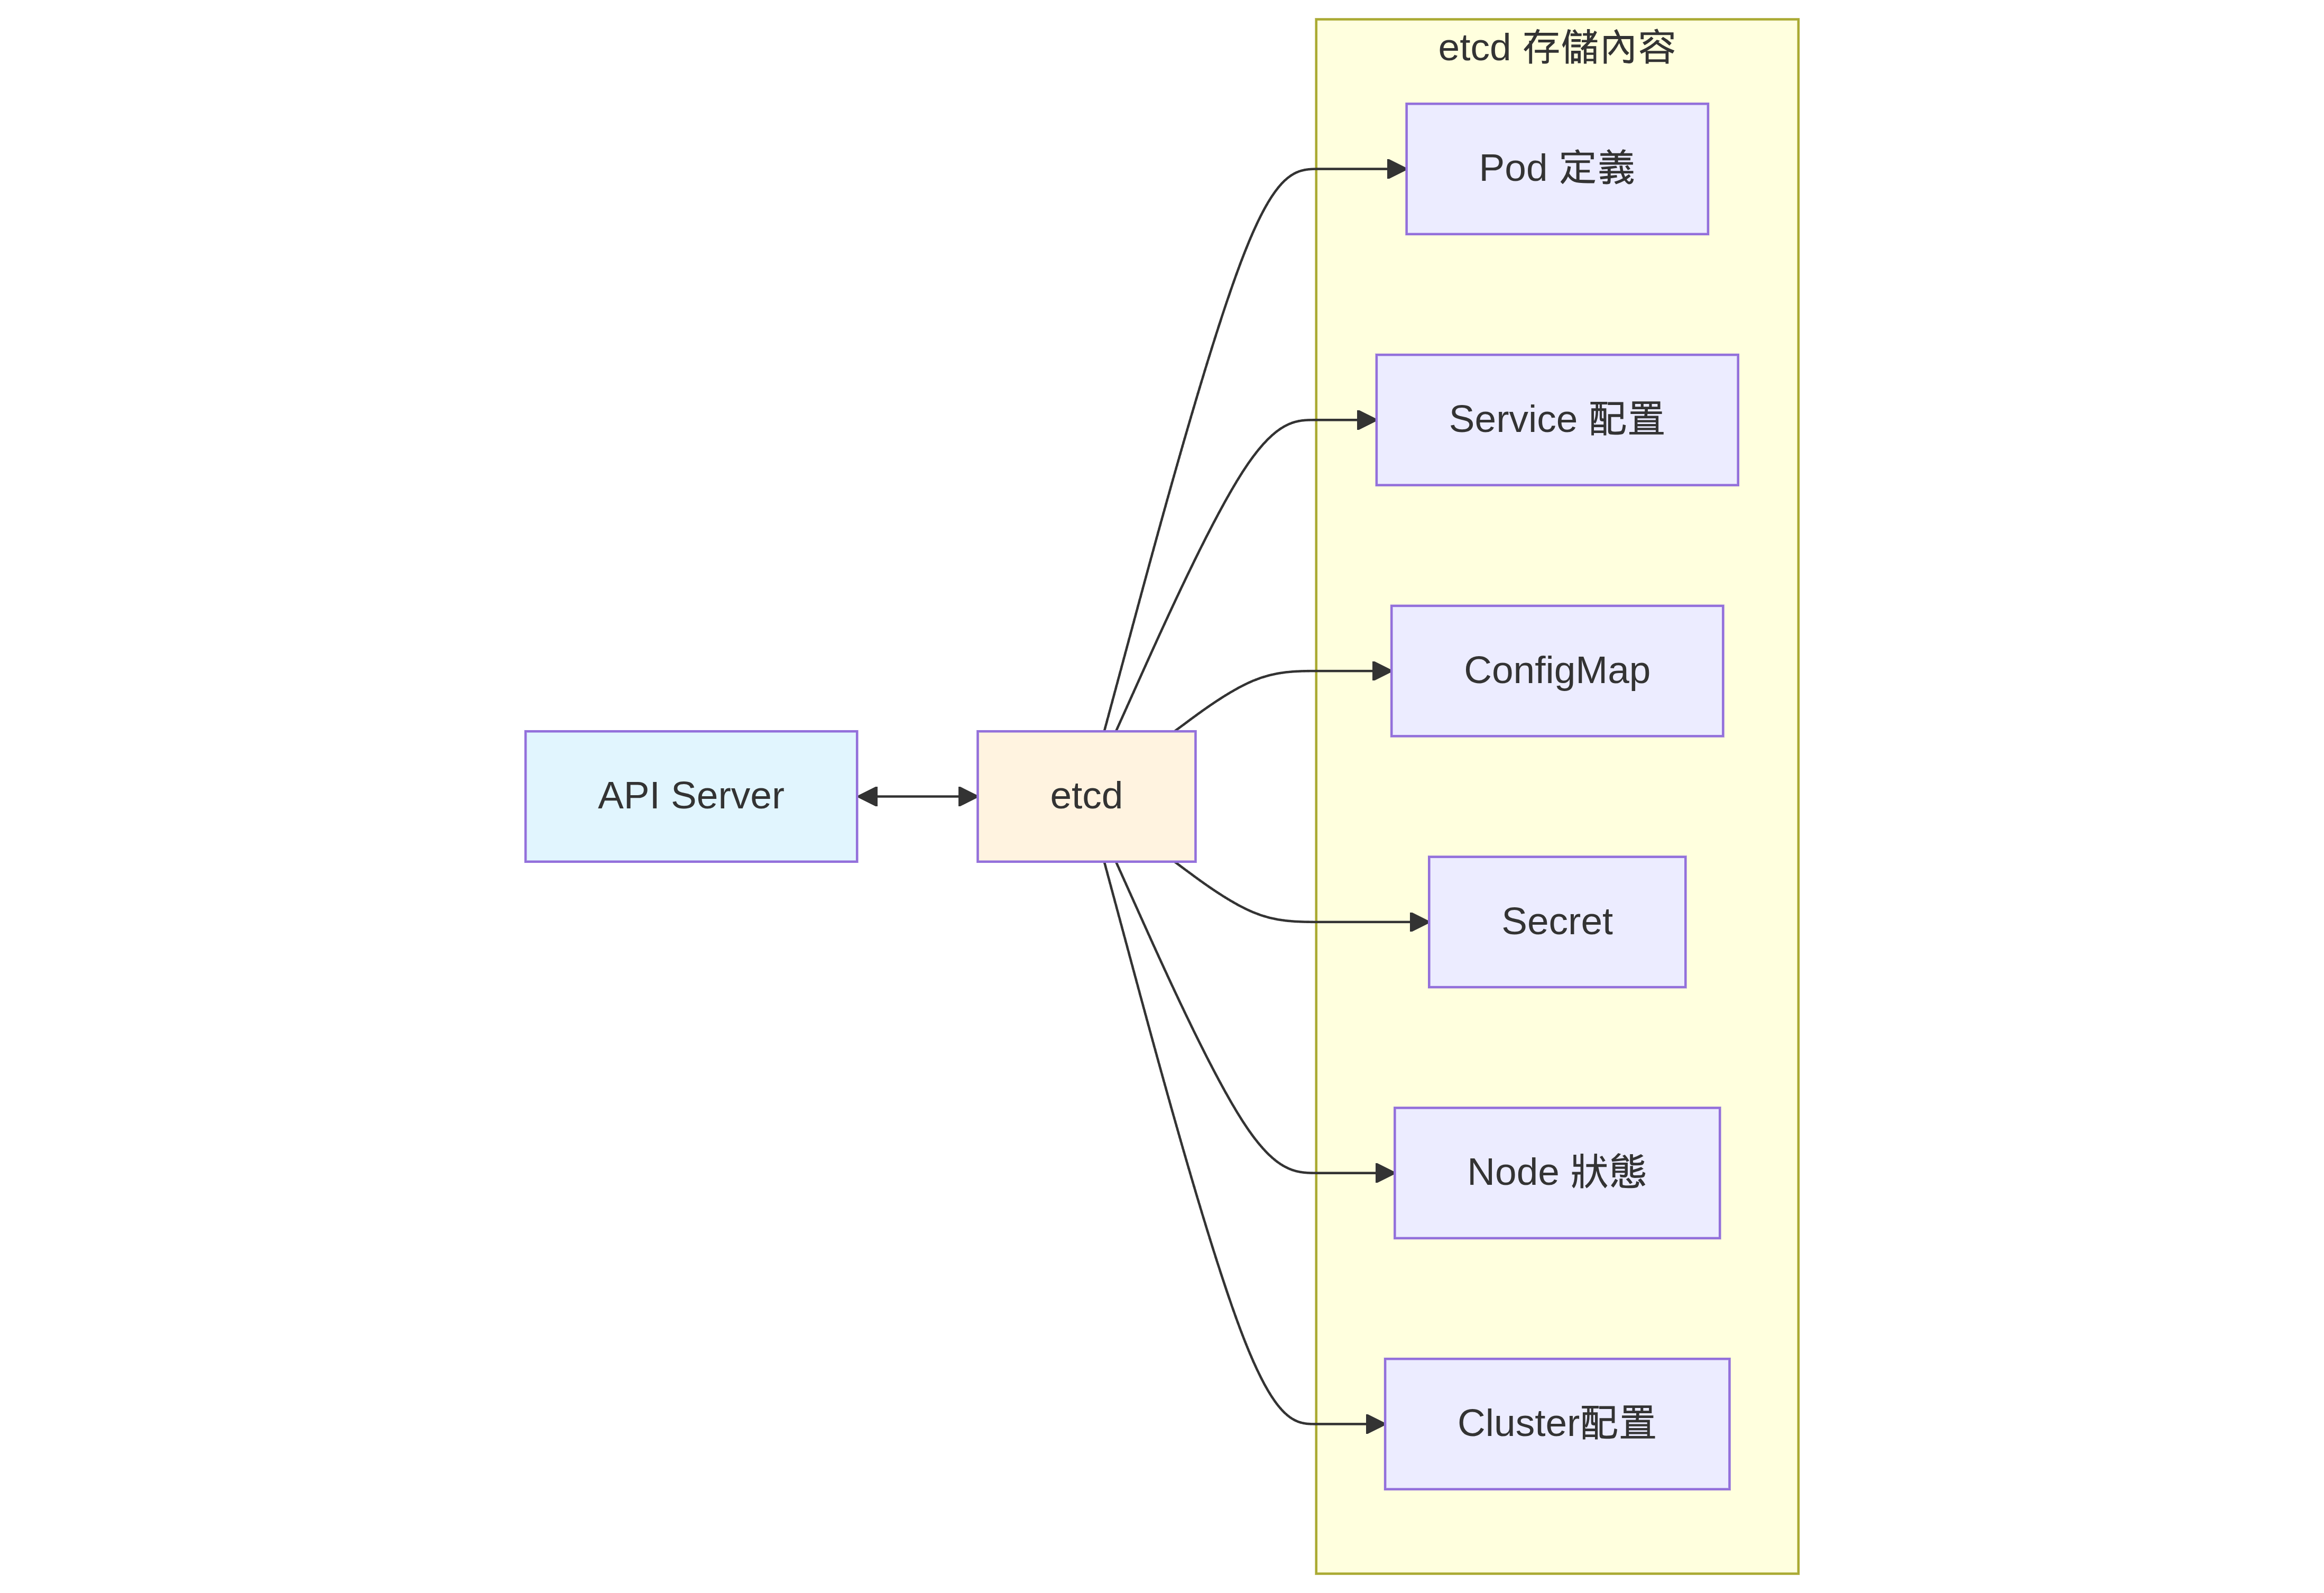 etcd 存儲內容
Pod 定義
Service 配置
ConfigMap
API Server
etcd
Secret
Node 狀態
Cluster配置